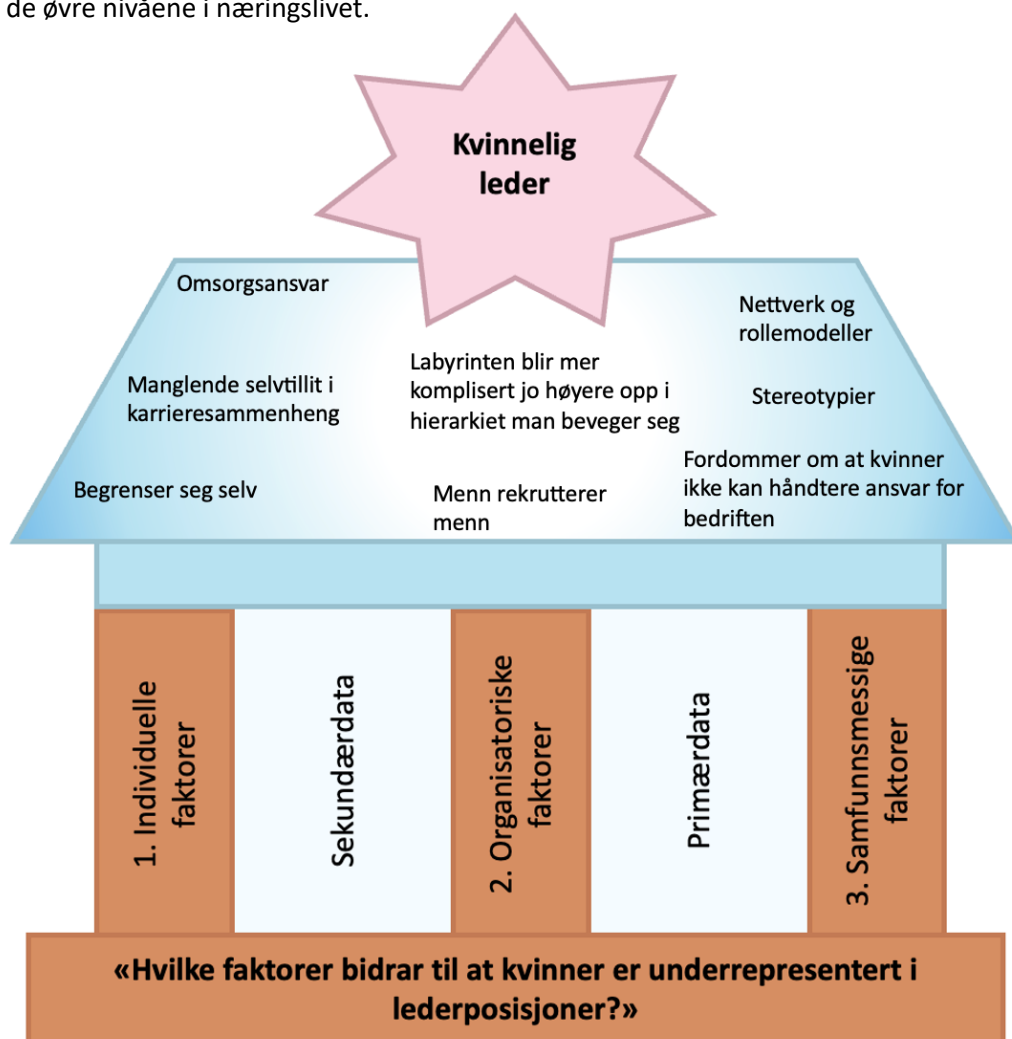 de øvre nivåene i næringslivet.
Kvinnelig
leder
Omsorgsansvar
Nettverk og
rollemodeller
Labyrinten blir mer
komplisert jo høyere opp i
hierarkiet man beveger seg
Manglende selvtillit i
karrieresammenheng
Stereotypier
Begrenser seg selv
Menn rekrutterer
menn
Fordommer om at kvinner
ikke kan håndtere ansvar for
bedriften
1. Individuelle
faktorer
Sekundærdata
2. Organisatoriske
faktorer
Primærdata
3. Samfunnsmessige
faktorer
«Hvilke faktorer bidrar til at kvinner er underrepresentert i
lederposisjoner?»